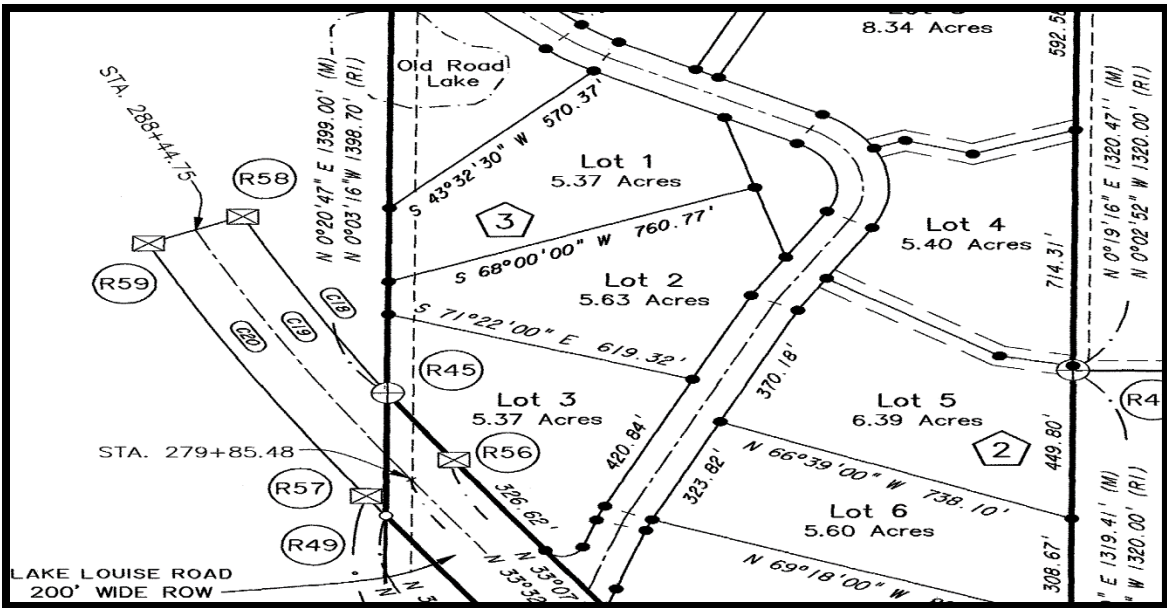 8.34 Acres
592.58
Old Road
Lake
STA. 288+44.75
N 0°20'47" E 1399.00' (M)
N 0°03'16"W 1398.70' (R1)
S 43°32'30" W 570.37'
Lot 1
5.37 Acres
3
S 68°00'00" W 760.77'
Lot 2
5.63 Acres
S 71°22'00" E 619.32'
Lot 4
5.40 Acres
714.31'
N 0°19'16" E 1320.47' (M)
N 0°02'52" W 1320.00' (R1)
R58
R59
C20
C19
C18
R45
R4
Lot 3
5.37 Acres
370.18'
Lot 5
6.39 Acres
2
449.80'
STA. 279+85.48
R56
R57
R49
420.84'
323.82'
326.62'
N 66°39'00" W 738.10'
Lot 6
5.60 Acres
N 69°18'00" W
308.67'
" E 1319.41' (M)
" W 1320.00' (R1)
N 33°07
N 33°32
LAKE LOUISE ROAD
200' WIDE ROW
N
N 3